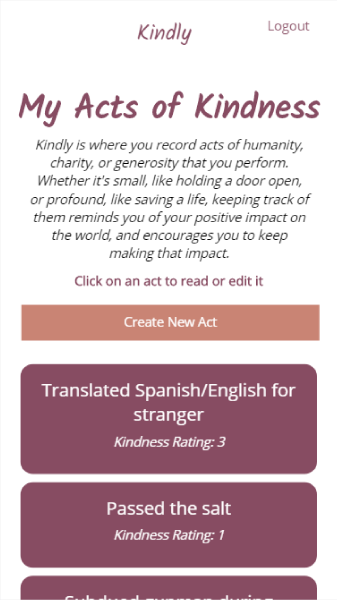 Kindly
Logout
My Acts of Kindness
Kindly is where you record acts of humanity,
charity, or generosity that you perform.
Whether it's small, like holding a door open,
or profound, like saving a life, keeping track of
them reminds you of your positive impact on
the world, and encourages you to keep
making that impact.
Click on an act to read or edit it
Create New Act
Translated Spanish/English for
stranger
Kindness Rating: 3
Passed the salt
Kindness Rating: 1
Subdued gunman during